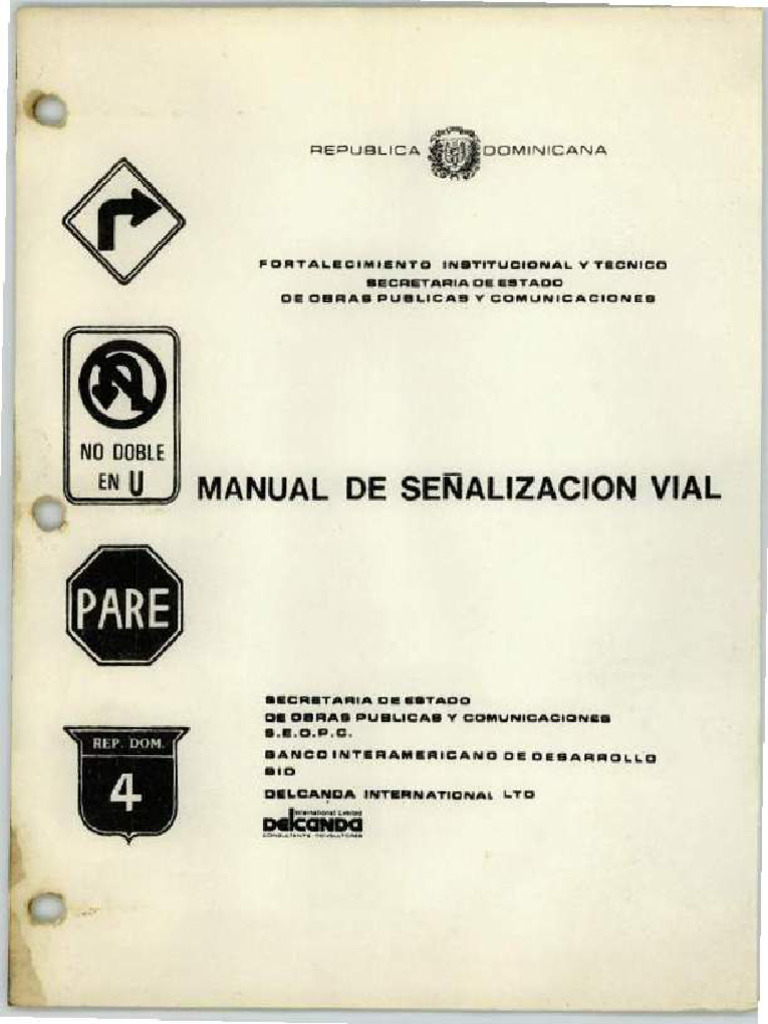 REPUBLICA DOMINICANA
FORTALECIMIENTO INSTITUCIONAL Y TECNICO
SECRETARIA DE ESTADO
DE OBRAS PUBLICAS Y COMUNICACIONES
NO DOBLE
EN U
MANUAL DE SEÑALIZACION VIAL
PARE
REP. DOM.
4
SECRETARIA DE ESTADO
DE OBRAS PUBLICAS Y COMUNICACIONES
S.E.O.P.C.
BANCO INTERAMERICANO DE DESARROLLO
BID
DELCANDA INTERNATIONAL LTD
International Limited
Delcanda